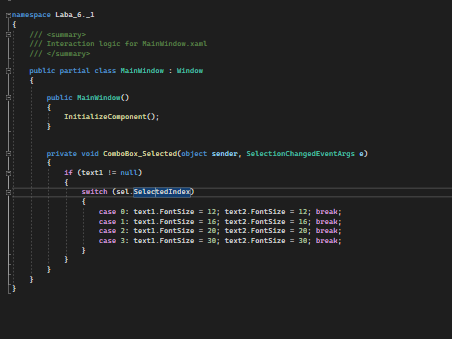 namespace Laba_6._1
{
/// <summary>
/// Interaction logic for MainWindow.xaml
/// </summary>
public partial class MainWindow : Window
{
public MainWindow()
{
InitializeComponent();
}
private void ComboBox_Selected(object sender, SelectionChangedEventArgs e)
{
if (text1 != null)
{
switch (sel.SelectedIndex)
{
case 0: text1.FontSize = 12; text2.FontSize = 12; break;
case 1: text1.FontSize = 16; text2.FontSize = 16; break;
case 2: text1.FontSize = 20; text2.FontSize = 20; break;
case 3: text1.FontSize = 30; text2.FontSize = 30; break;
}
}
}
}
}